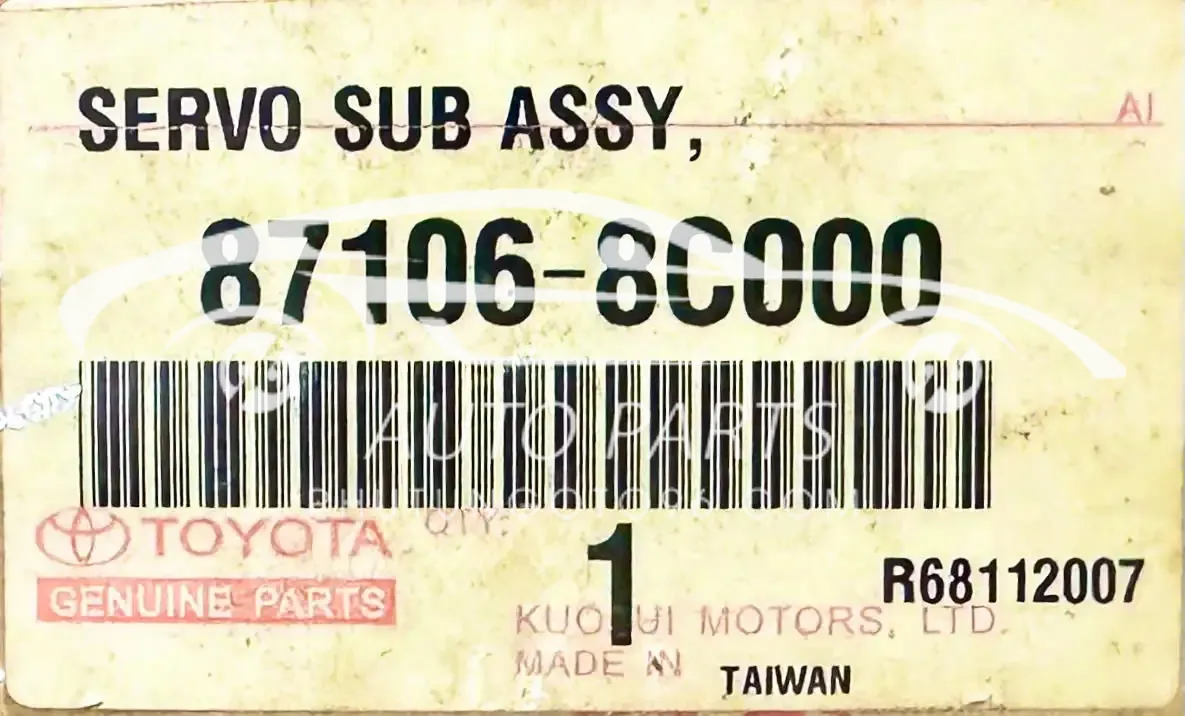 SERVO SUB ASSY,
AI
87106-8C000
AUTO PARTS
TOYOTA
QTY:
GENUINE PARTS
1
R68112007
MOTORS, LTD.
MADE IN
TAIWAN